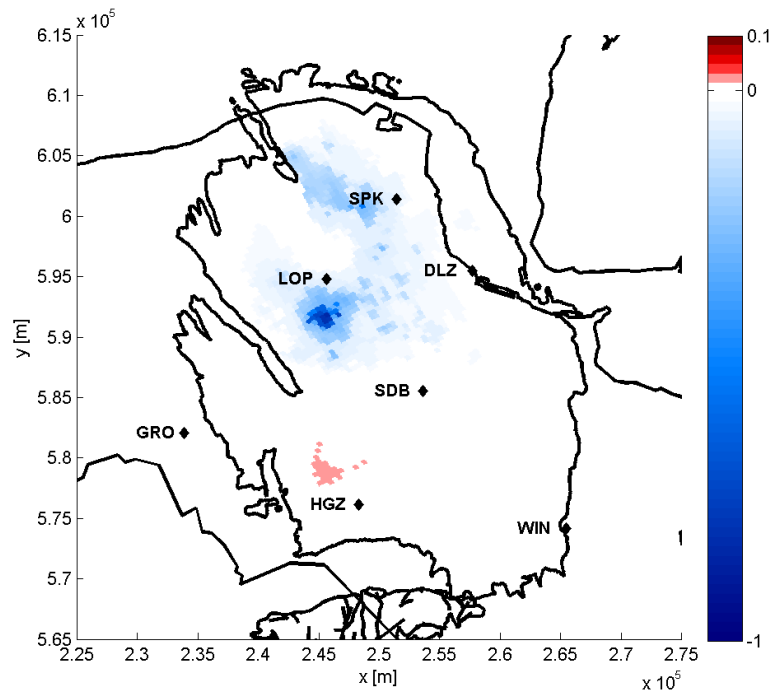 x 10^5
6.15
6.1
6.05
6
5.95
5.9
5.85
5.8
5.75
5.7
5.65
y [m]
SPK
LOP
DLZ
SDB
GRO
HGZ
WIN
0.1
0
-1
2.25 2.3 2.35 2.4 2.45 2.5 2.55 2.6 2.65 2.7 2.75
x [m]
x 10^5